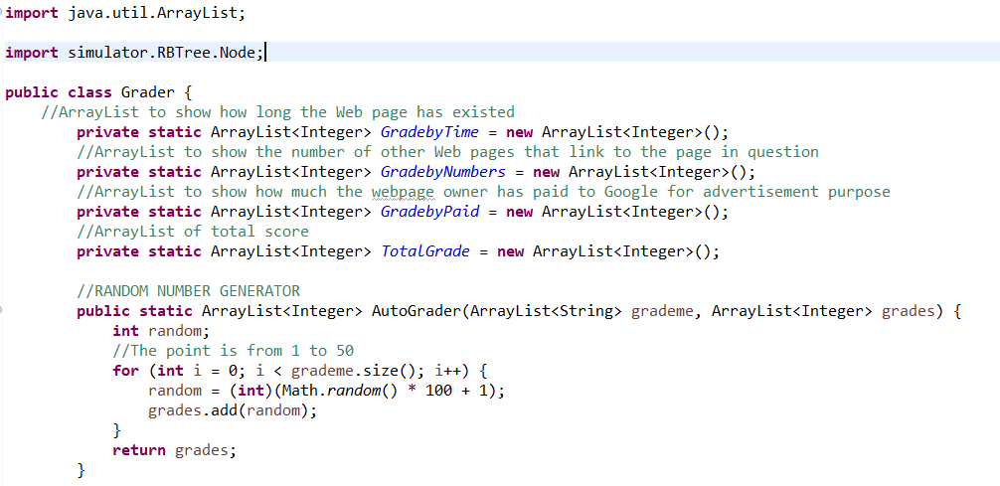 import java.util.ArrayList;
import simulator.RBTree.Node;
public class Grader {
//ArrayList to show how long the Web page has existed
private static ArrayList<Integer> GradebyTime = new ArrayList<Integer>();
//ArrayList to show the number of other Web pages that link to the page in question
private static ArrayList<Integer> GradebyNumbers = new ArrayList<Integer>();
//ArrayList to show how much the webpage owner has paid to Google for advertisement purpose
private static ArrayList<Integer> GradebyPaid = new ArrayList<Integer>();
//ArrayList of total score
private static ArrayList<Integer> TotalGrade = new ArrayList<Integer>();
//RANDOM NUMBER GENERATOR
public static ArrayList<Integer> AutoGrader(ArrayList<String> grademe, ArrayList<Integer> grades) {
int random;
//The point is from 1 to 50
for (int i = 0; i < grademe.size(); i++) {
random = (int)(Math.random() * 100 + 1);
grades.add(random);
}
return grades;
}